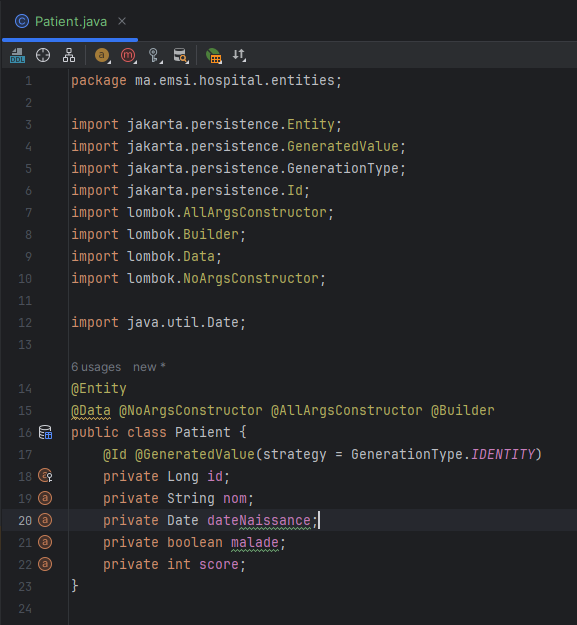 Patient.java
DDL
1 package ma.emsi.hospital.entities;
2
3 import jakarta.persistence.Entity;
4 import jakarta.persistence.GeneratedValue;
5 import jakarta.persistence.GenerationType;
6 import jakarta.persistence.Id;
7 import lombok.AllArgsConstructor;
8 import lombok.Builder;
9 import lombok.Data;
10 import lombok.NoArgsConstructor;
11
12 import java.util.Date;
13
6 usages new *
14 @Entity
15 @Data @NoArgsConstructor @AllArgsConstructor @Builder
16 public class Patient {
17 @Id @GeneratedValue(strategy = GenerationType.IDENTITY)
18 private Long id;
19 private String nom;
20 private Date dateNaissance;
21 private boolean malade;
22 private int score;
23 }
24